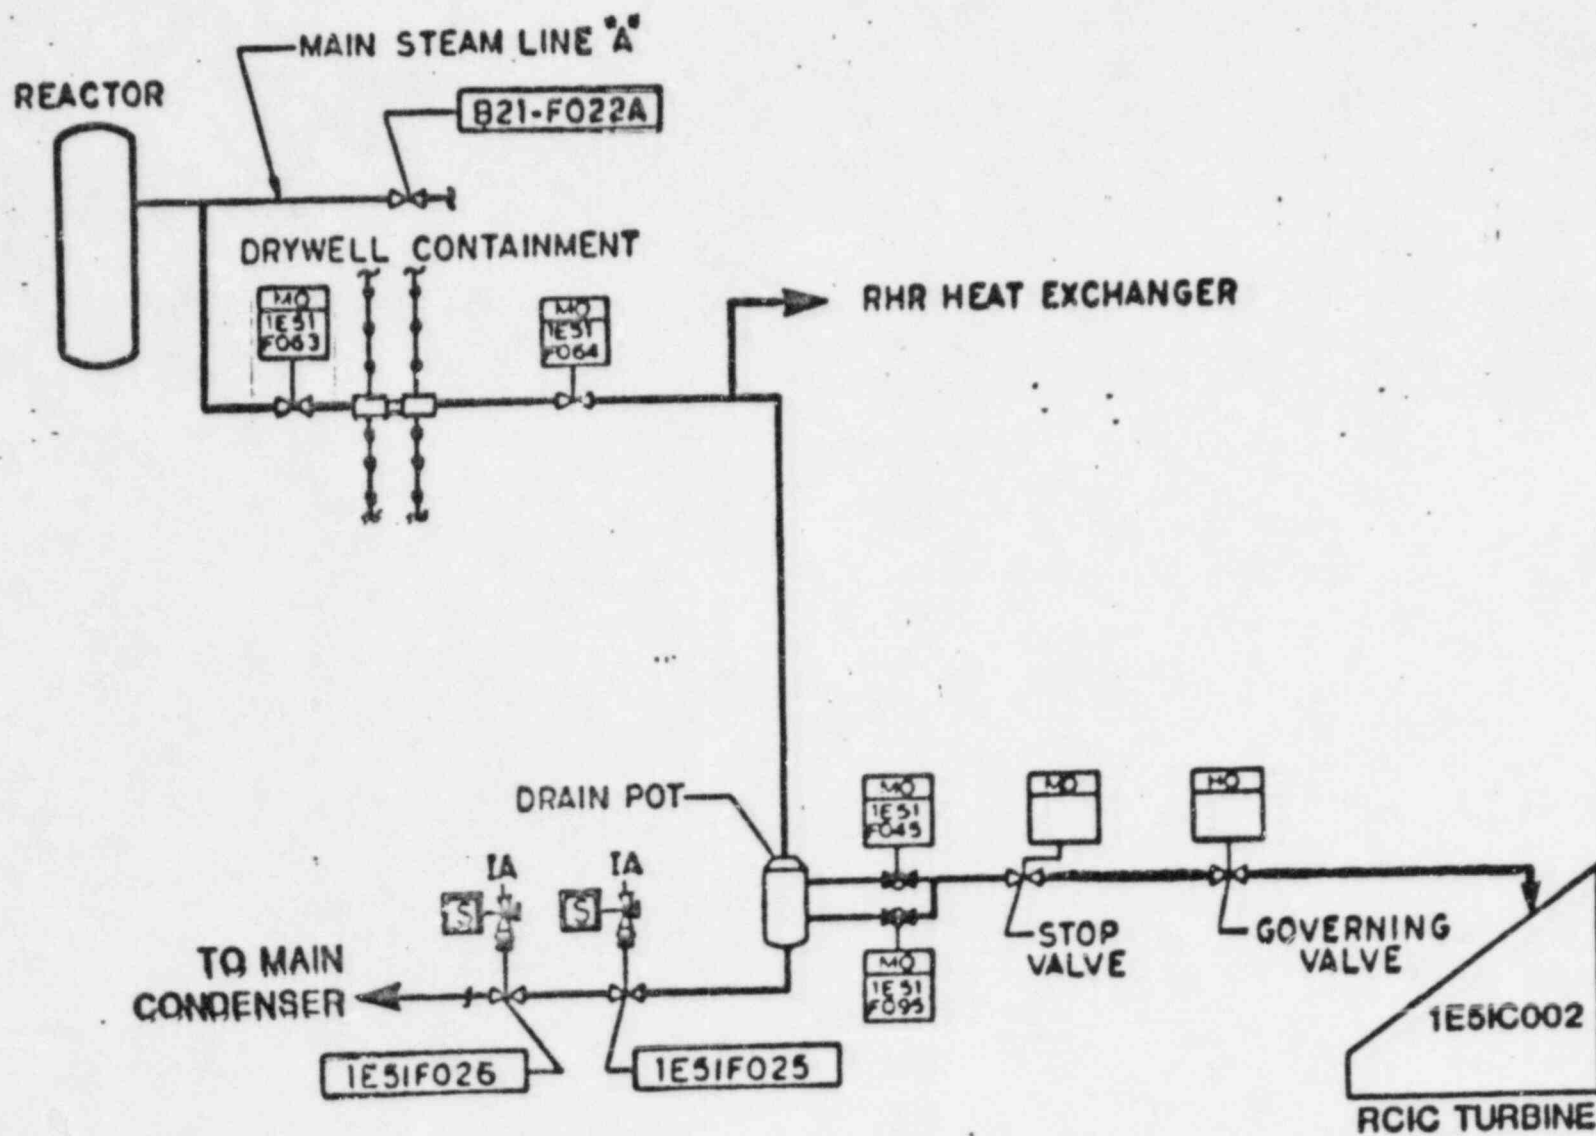 MAIN STEAM LINE "A"
REACTOR
B21-F022A
DRYWELL CONTAINMENT
MO
1E51
F063
MO
1E51
F064
RHR HEAT EXCHANGER
DRAIN POT
MO
1E51
F045
MO
HO
IA
IA
S
S
STOP
VALVE
GOVERNING
VALVE
TO MAIN
CONDENSER
MO
1E51
F095
1E51F026
1E51F025
1E51C002
RCIC TURBINE